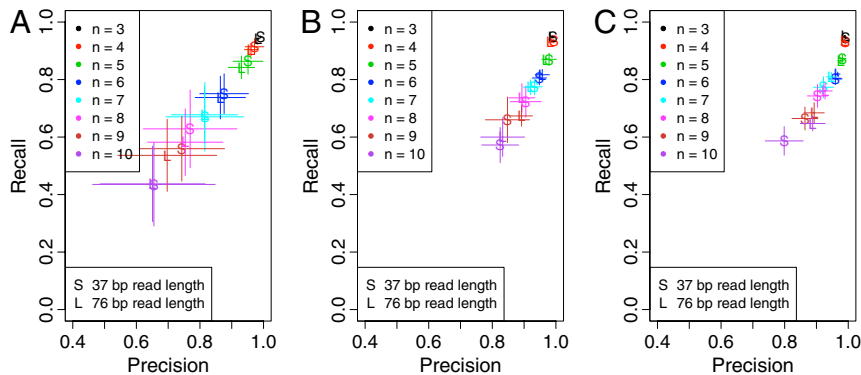 A
1.0
0.8
0.6
0.4
0.2
0.0
Recall
n = 3
n = 4
n = 5
n = 6
n = 7
n = 8
n = 9
n = 10
S 37 bp read length
L 76 bp read length
0.4 0.6 0.8 1.0
Precision
B
1.0
0.8
0.6
0.4
0.2
0.0
Recall
n = 3
n = 4
n = 5
n = 6
n = 7
n = 8
n = 9
n = 10
S 37 bp read length
L 76 bp read length
0.4 0.6 0.8 1.0
Precision
C
1.0
0.8
0.6
0.4
0.2
0.0
Recall
n = 3
n = 4
n = 5
n = 6
n = 7
n = 8
n = 9
n = 10
S 37 bp read length
L 76 bp read length
0.4 0.6 0.8 1.0
Precision